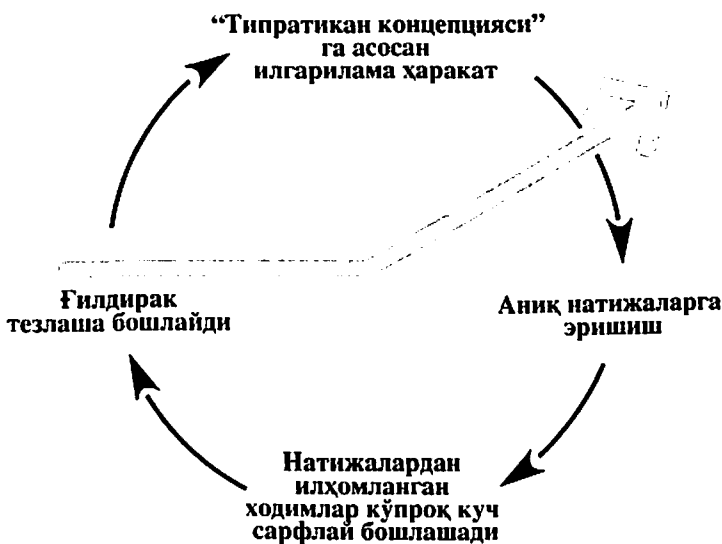 “Типратикан концепцияси”
га асосан
илгарилама ҳаракат
Аниқ натижаларга
эришиш
Натижалардан
илҳомланган
ходимлар кўпроқ куч
сарфлай бошлашади
Ғилдирак
тезлаша бошлайди